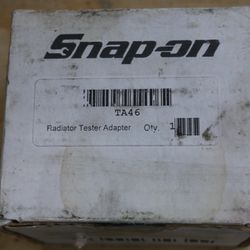 Snap-on
TA46
Radiator Tester Adapter Qty. 1